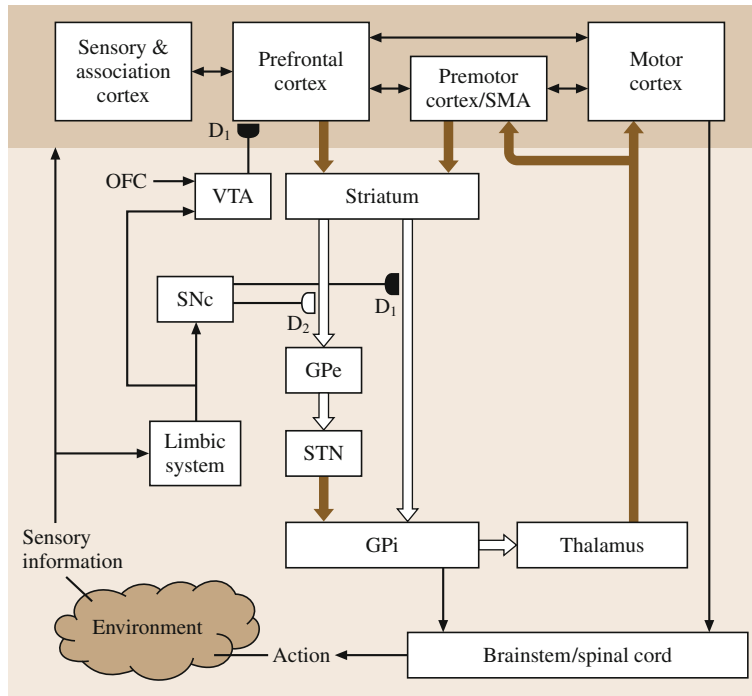 Sensory &
association
cortex
Prefrontal
cortex
Premotor
cortex/SMA
Motor
cortex
D₁
OFC
VTA
Striatum
SNc
D₂
D₁
GPe
Limbic
system
STN
Sensory
information
GPi
Thalamus
Environment
Action
Brainstem/spinal cord